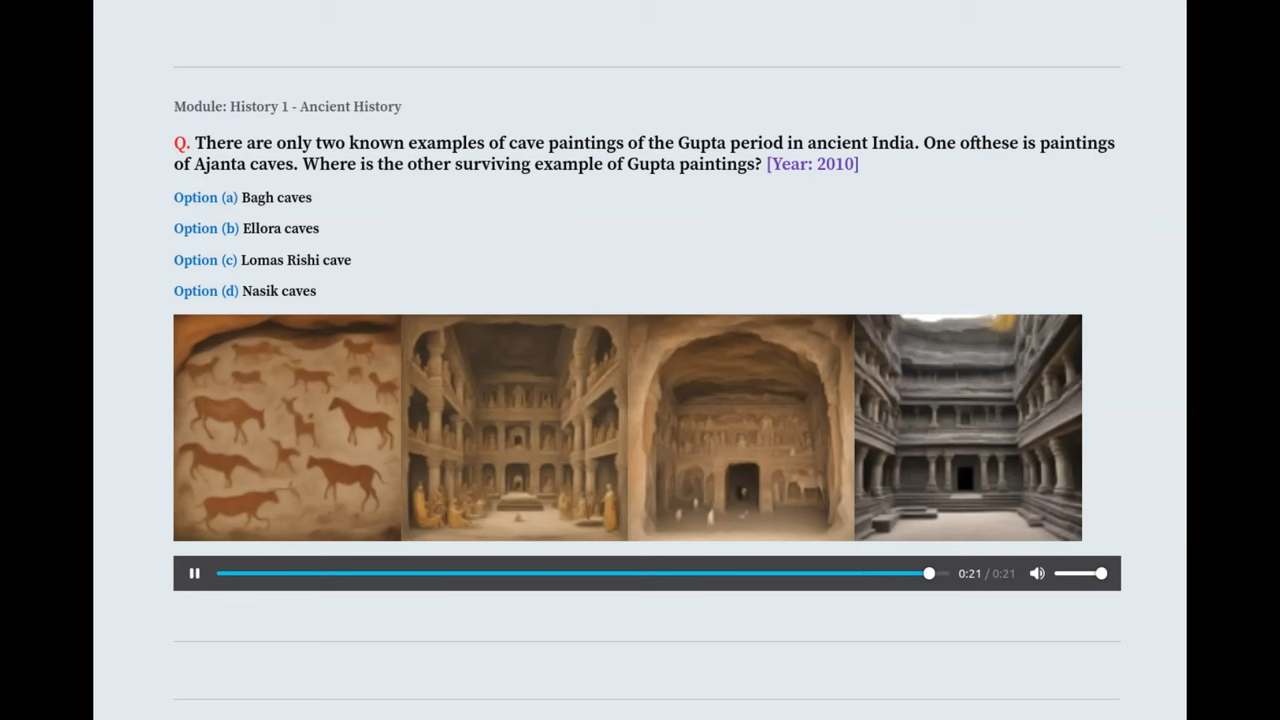 Module: History 1 - Ancient History
Q. There are only two known examples of cave paintings of the Gupta period in ancient India. One ofthese is paintings
of Ajanta caves. Where is the other surviving example of Gupta paintings? [Year: 2010]
Option (a) Bagh caves
Option (b) Ellora caves
Option (c) Lomas Rishi cave
Option (d) Nasik caves
0:21 / 0:21